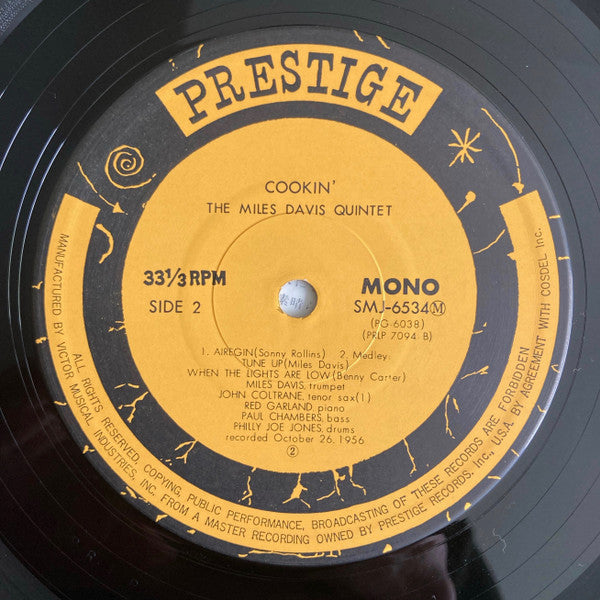 PRESTIGE
COOKIN'
THE MILES DAVIS QUINTET
33⅓ RPM
SIDE 2
MONO
SMJ-6534Ⓜ
(PG-6038)
(PRLP 7094 B)
1. AIREGIN (Sonny Rollins) 2. Medley:
TUNE UP (Miles Davis)
WHEN THE LIGHTS ARE LOW (Benny Carter)
MILES DAVIS, trumpet
JOHN COLTRANE, tenor sax (1)
RED GARLAND, piano
PAUL CHAMBERS, bass
PHILLY JOE JONES, drums
recorded October 26, 1956
②
ALL RIGHTS RESERVED, COPYING, PUBLIC PERFORMANCE, BROADCASTING OF THESE RECORDS ARE FORBIDDEN
MANUFACTURED BY VICTOR MUSICAL INDUSTRIES, INC. FROM A MASTER RECORDING OWNED BY PRESTIGE RECORDS. Inc., U.S.A. BY AGREEMENT WITH COSDEL Inc.